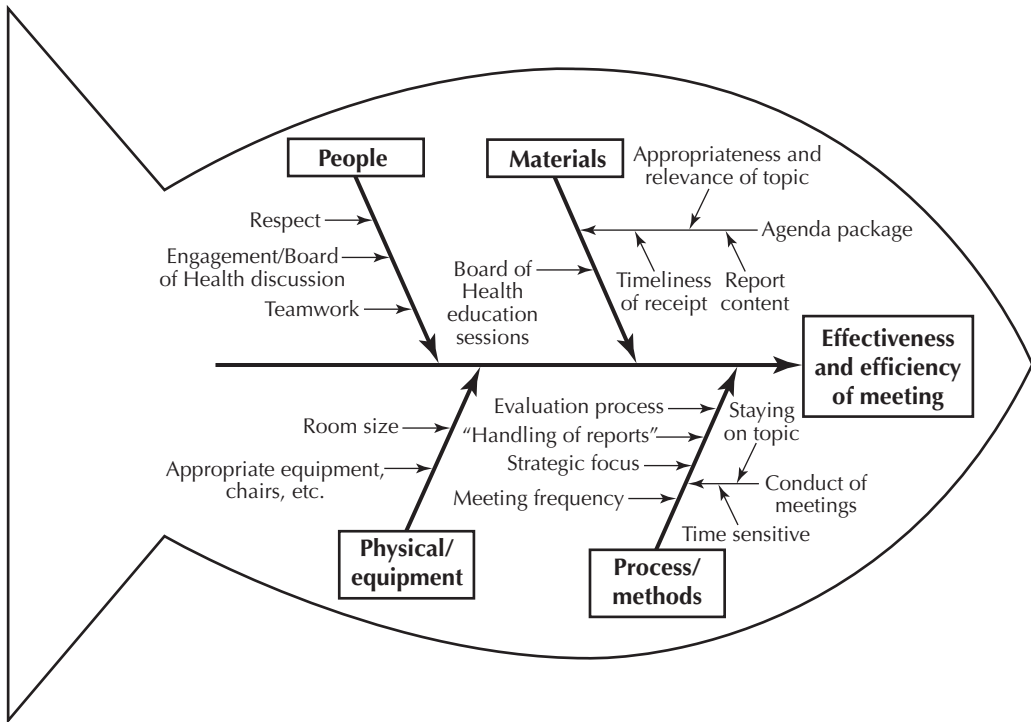 People
Materials
Appropriateness and
relevance of topic
Respect
Agenda package
Engagement/Board
of Health discussion
Board of
Health
education
sessions
Timeliness
of receipt
Report
content
Teamwork
Effectiveness
and efficiency
of meeting
Evaluation process
Staying
on topic
Room size
“Handling of reports”
Strategic focus
Appropriate equipment,
chairs, etc.
Conduct of
meetings
Meeting frequency
Time sensitive
Physical/
equipment
Process/
methods